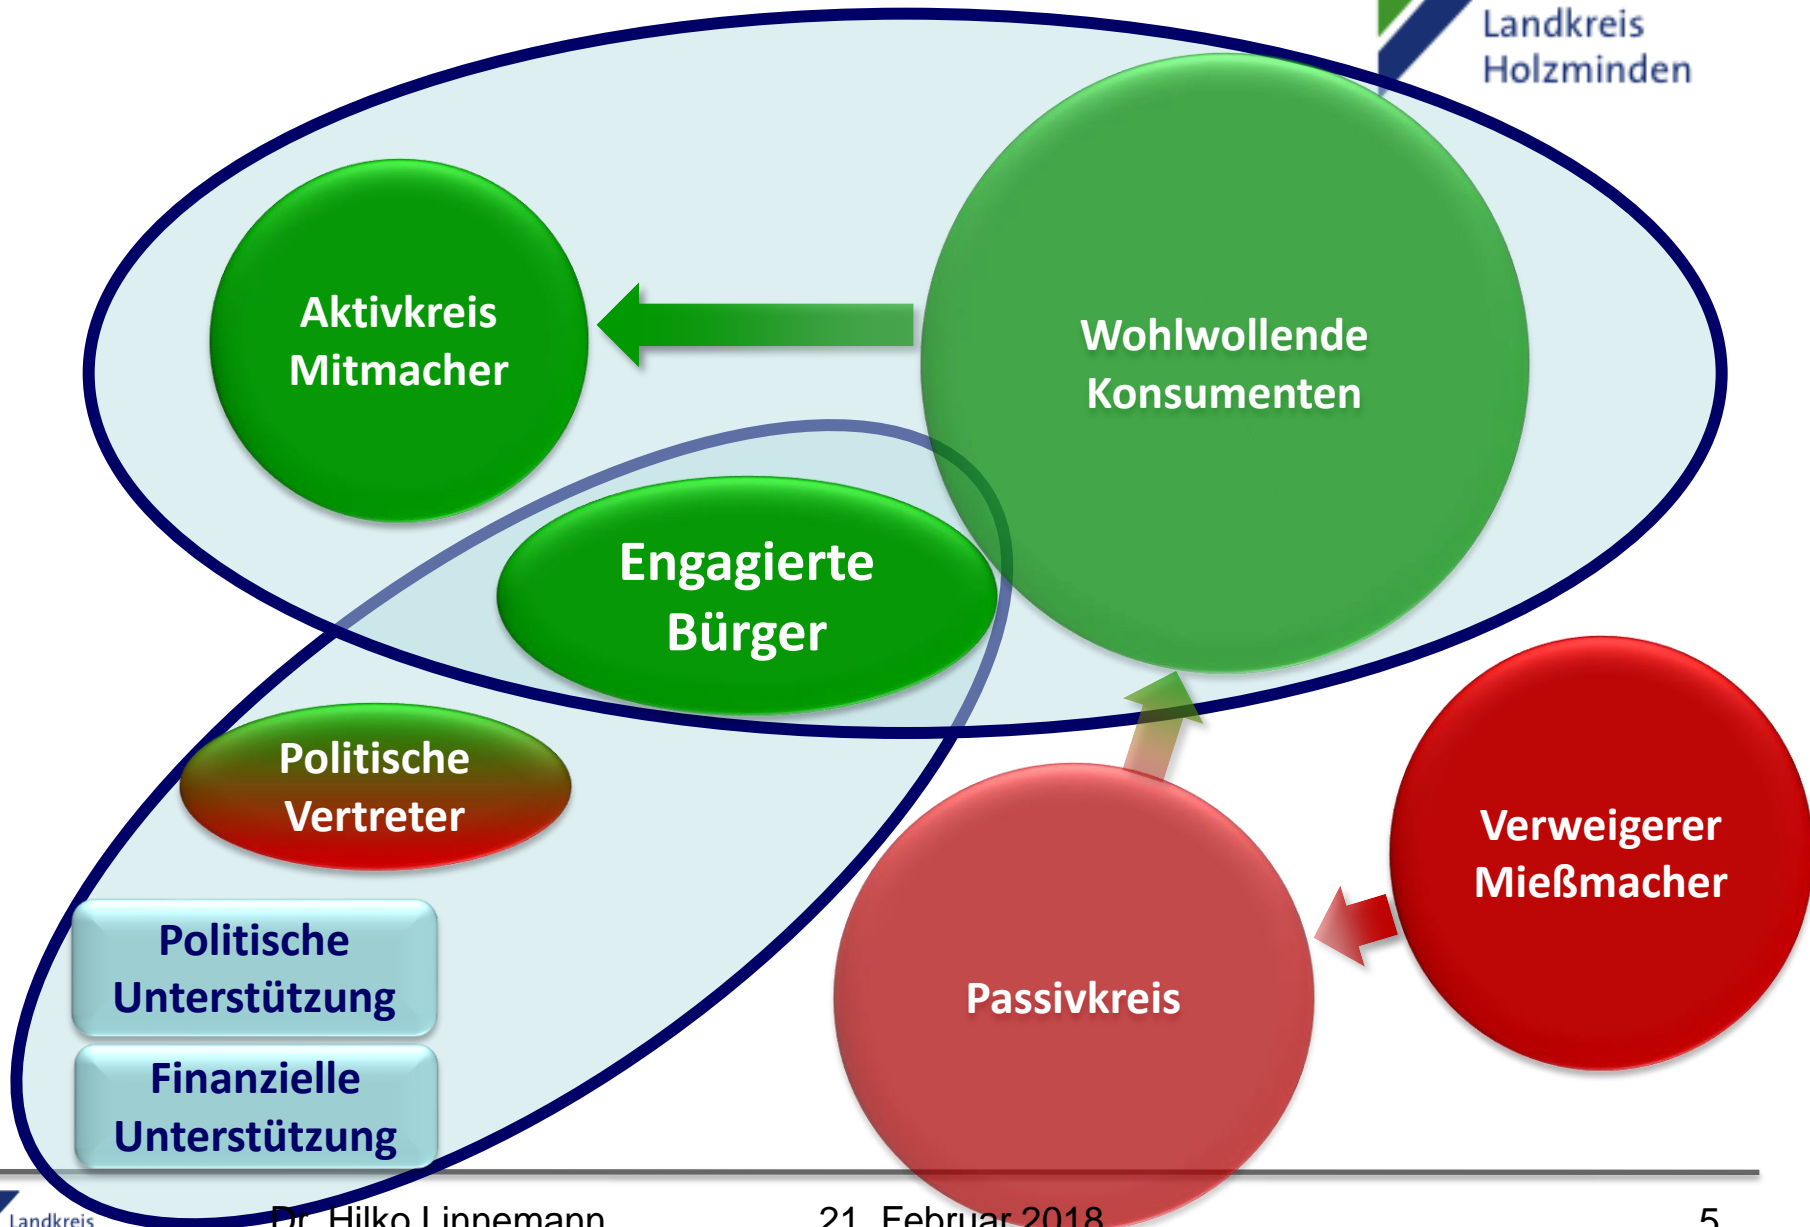 Landkreis
Holzminden
Aktivkreis
Mitmacher
Wohlwollende
Konsumenten
Engagierte
Bürger
Politische
Vertreter
Verweigerer
Mießmacher
Politische
Unterstützung
Passivkreis
Finanzielle
Unterstützung
Landkreis
Dr. Hilko Linnemann
21. Februar 2018
5